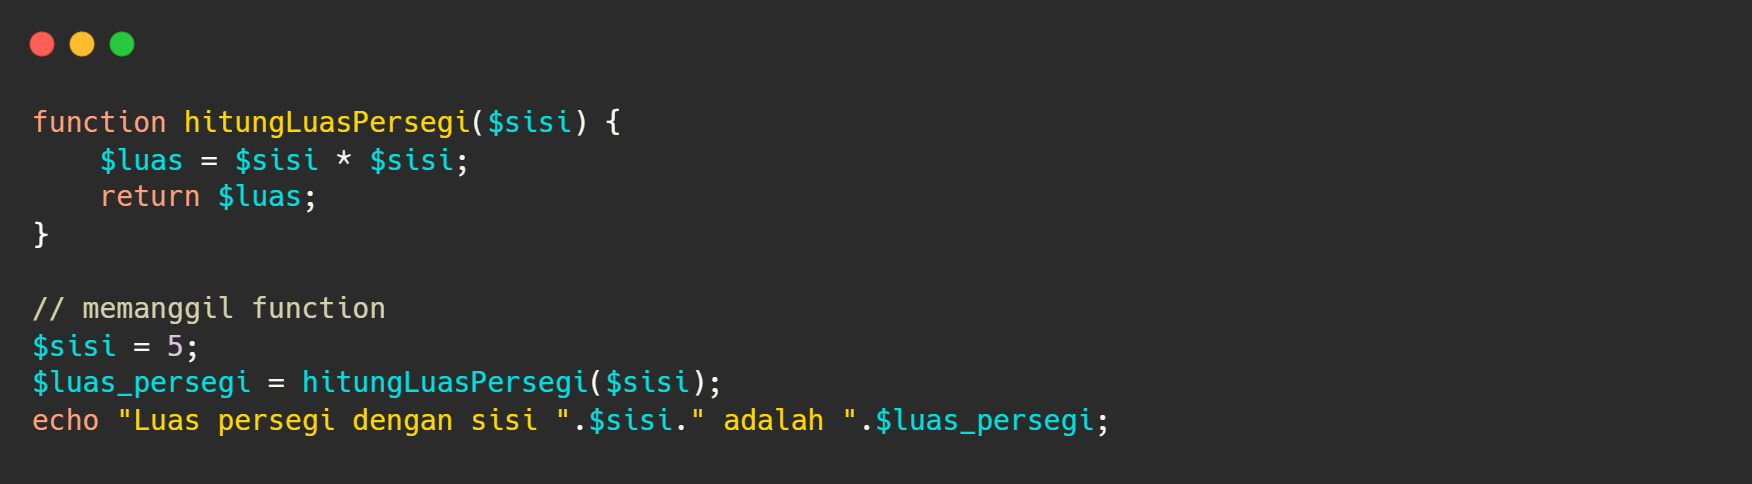 function hitungLuasPersegi($sisi) {
    $luas = $sisi * $sisi;
    return $luas;
}
// memanggil function
$sisi = 5;
$luas_persegi = hitungLuasPersegi($sisi);
echo "Luas persegi dengan sisi ".$sisi." adalah ".$luas_persegi;